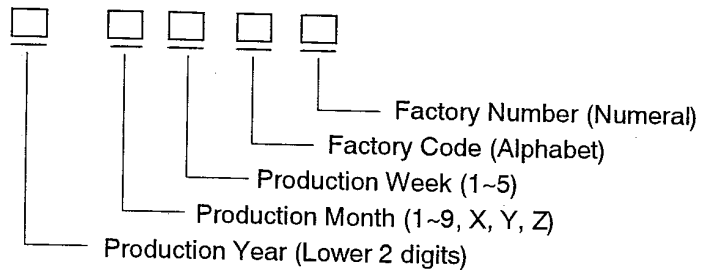 Factory Number (Numeral)
Factory Code (Alphabet)
Production Week (1~5)
Production Month (1~9, X, Y, Z)
Production Year (Lower 2 digits)